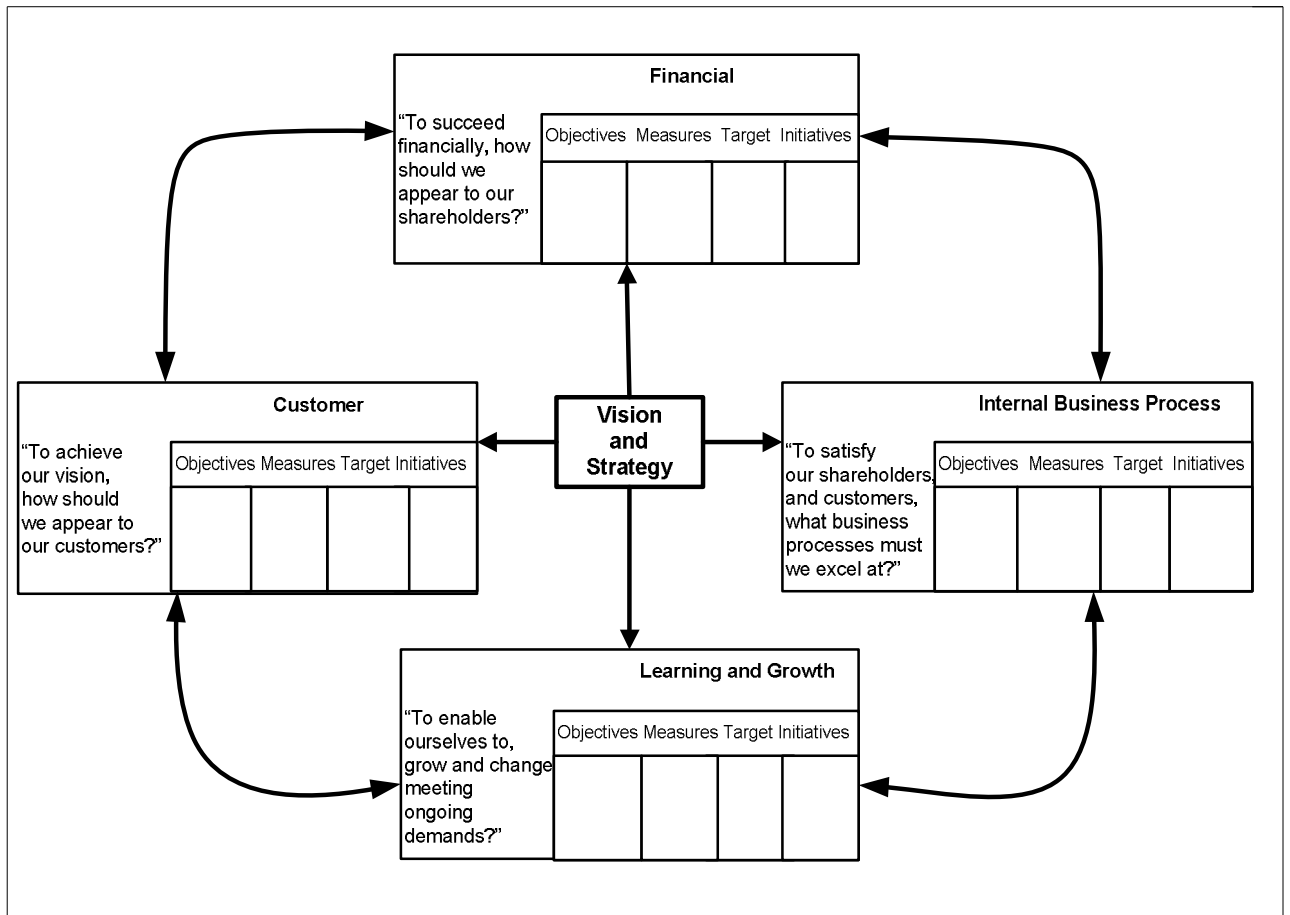 Financial
“To succeed
financially, how
should we
appear to our
shareholders?”
Objectives Measures Target Initiatives
Customer
“To achieve
our vision,
how should
we appear to
our customers?”
Objectives Measures Target Initiatives
Vision
and
Strategy
Internal Business Process
“To satisfy
our shareholders,
and customers,
what business
processes must
we excel at?”
Objectives Measures Target Initiatives
Learning and Growth
“To enable
ourselves to,
grow and change
meeting
ongoing
demands?”
Objectives Measures Target Initiatives